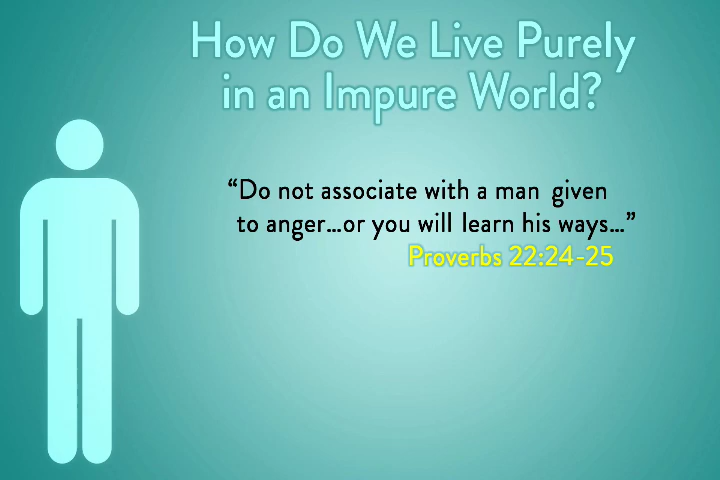 How Do We Live Purely
in an Impure World?
“Do not associate with a man given
to anger...or you will learn his ways...”
Proverbs 22:24-25